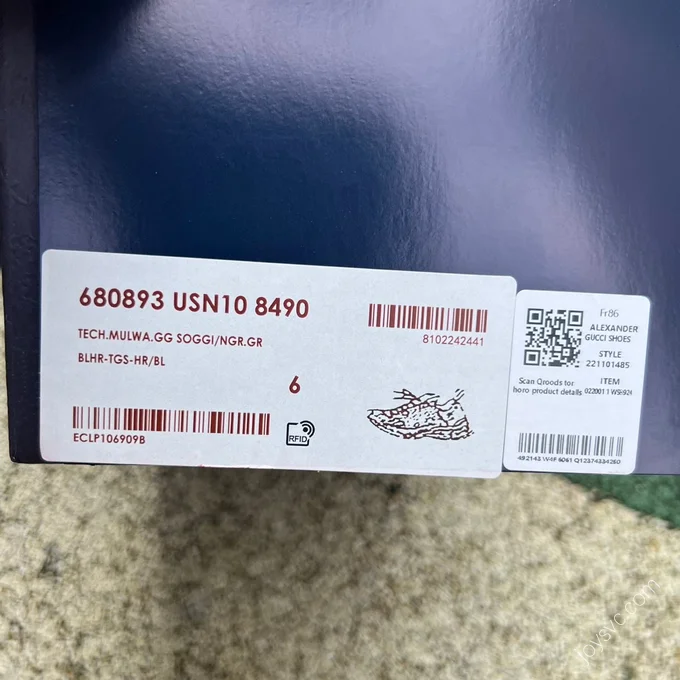 680893 USN10 8490
TECH.MULWA.GG SOGGI/NGR.GR
BLHR-TGS-HR/BL
6
8102242441
ECLP106909B
RFID
Fr86
ALEXANDER
GUCCI SHOES
STYLE
221101485
Scan Qroods for
horo product details
ITEM